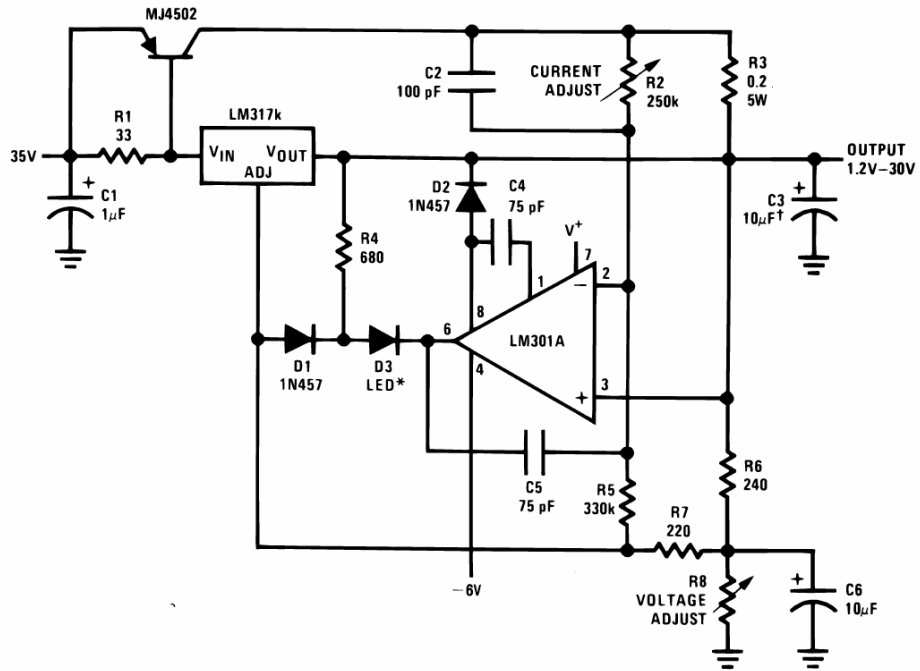 MJ4502
C2
100 pF
CURRENT
ADJUST
R2
250k
R3
0.2
5W
LM317k
R1
33
35V
VIN
VOUT
ADJ
OUTPUT
1.2V–30V
+
C1
1μF
D2
1N457
C4
75 pF
+
C3
10μF†
R4
680
V+
7
1
2
−
8
6
LM301A
4
3
+
D1
1N457
D3
LED*
C5
75 pF
R5
330k
R6
240
R7
220
−6V
R8
VOLTAGE
ADJUST
+
C6
10μF